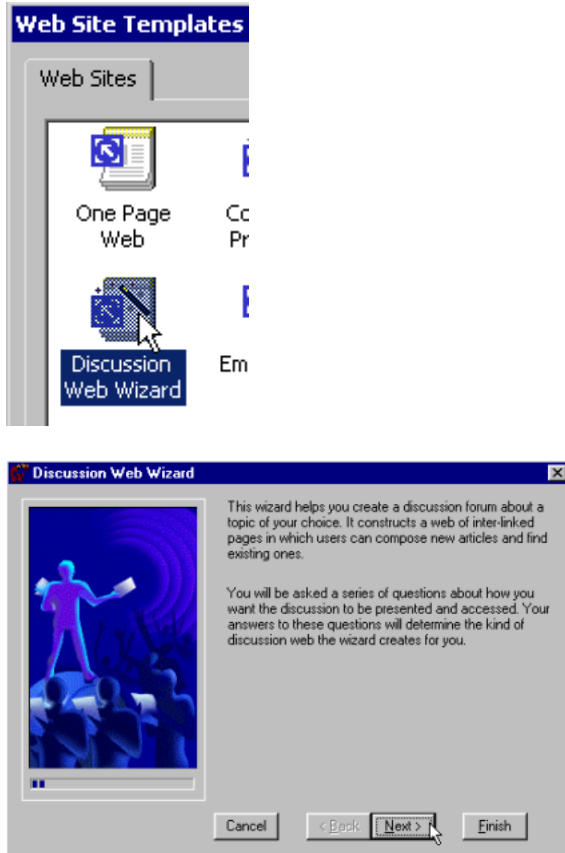 Web Site Templates
Web Sites
One Page
Web
Discussion
Web Wizard
Em
Discussion Web Wizard
This wizard helps you create a discussion forum about a
topic of your choice. It constructs a web of inter-linked
pages in which users can compose new articles and find
existing ones.
You will be asked a series of questions about how you
want the discussion to be presented and accessed. Your
answers to these questions will determine the kind of
discussion web the wizard creates for you.
Cancel
< Back
Next >
Finish